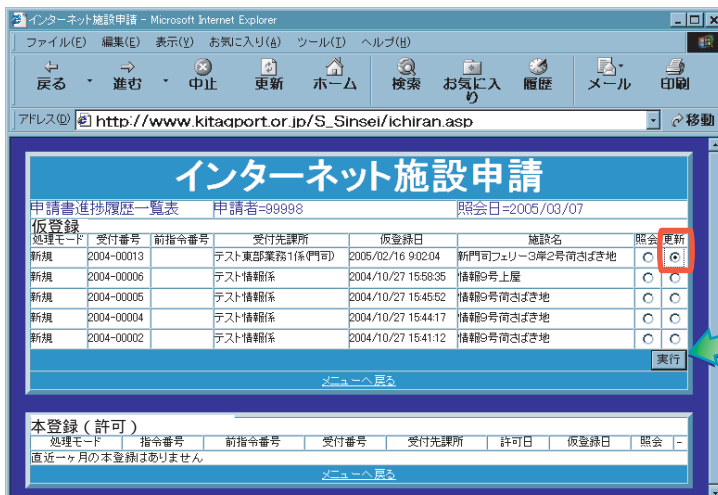 インターネット施設申請 - Microsoft Internet Explorer
ファイル(F) 編集(E) 表示(V) お気に入り(A) ツール(T) ヘルプ(H)
戻る 進む 中止 更新 ホーム 検索 お気に入り 履歴 メール 印刷
アドレス(D) http://www.kitaqport.or.jp/S_Sinsei/ichiran.asp 移動
インターネット施設申請
申請書進捗履歴一覧表 申請者=99998 照会日=2005/03/07
仮登録
処理モード 受付番号 前指令番号 受付先課所 仮登録日 施設名 照会 更新
新規 2004-00013 テスト東部業務1係(門司) 2005/02/16 9:02:04 新門司フェリー3岸2号荷さばき地
新規 2004-00006 テスト情報係 2004/10/27 15:58:35 情報9号上屋
新規 2004-00005 テスト情報係 2004/10/27 15:45:52 情報9号荷さばき地
新規 2004-00004 テスト情報係 2004/10/27 15:44:17 情報9号荷さばき地
新規 2004-00002 テスト情報係 2004/10/27 15:41:12 情報9号荷さばき地
実行
メニューへ戻る
本登録(許可)
処理モード 指令番号 前指令番号 受付番号 受付先課所 許可日 仮登録日 照会 -
直近一ヶ月の本登録はありません
メニューへ戻る